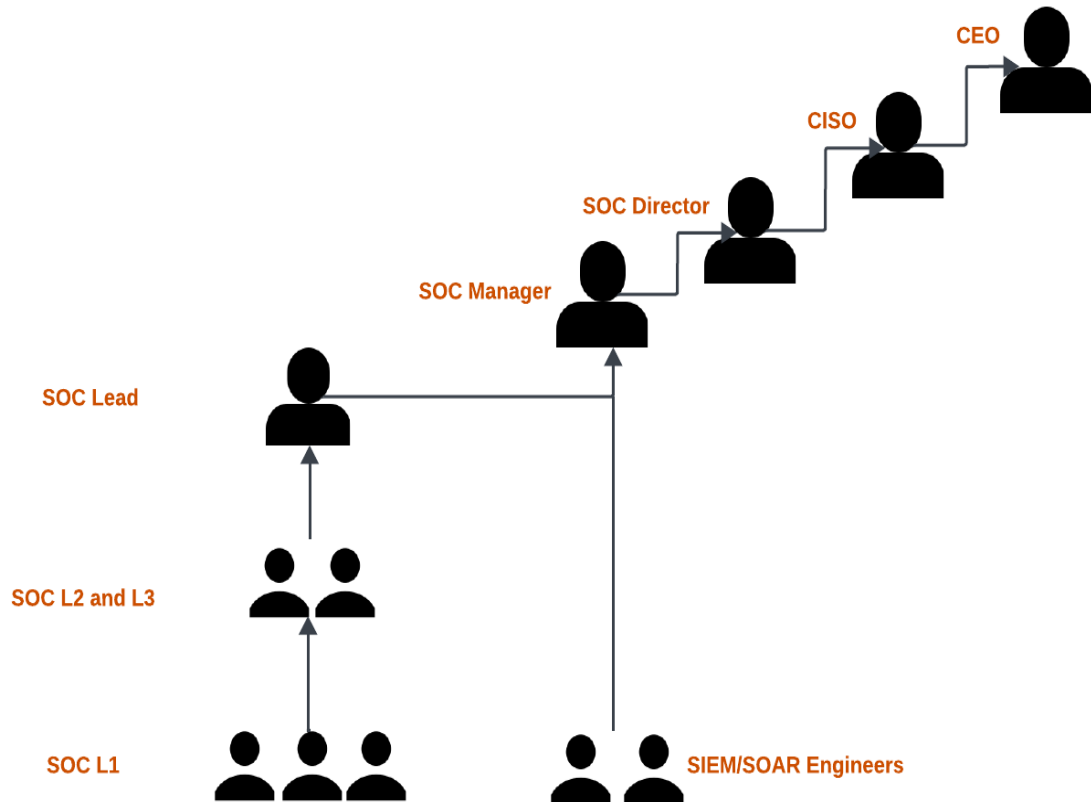 CEO
CISO
SOC Director
SOC Manager
SOC Lead
SOC L2 and L3
SOC L1
SIEM/SOAR Engineers